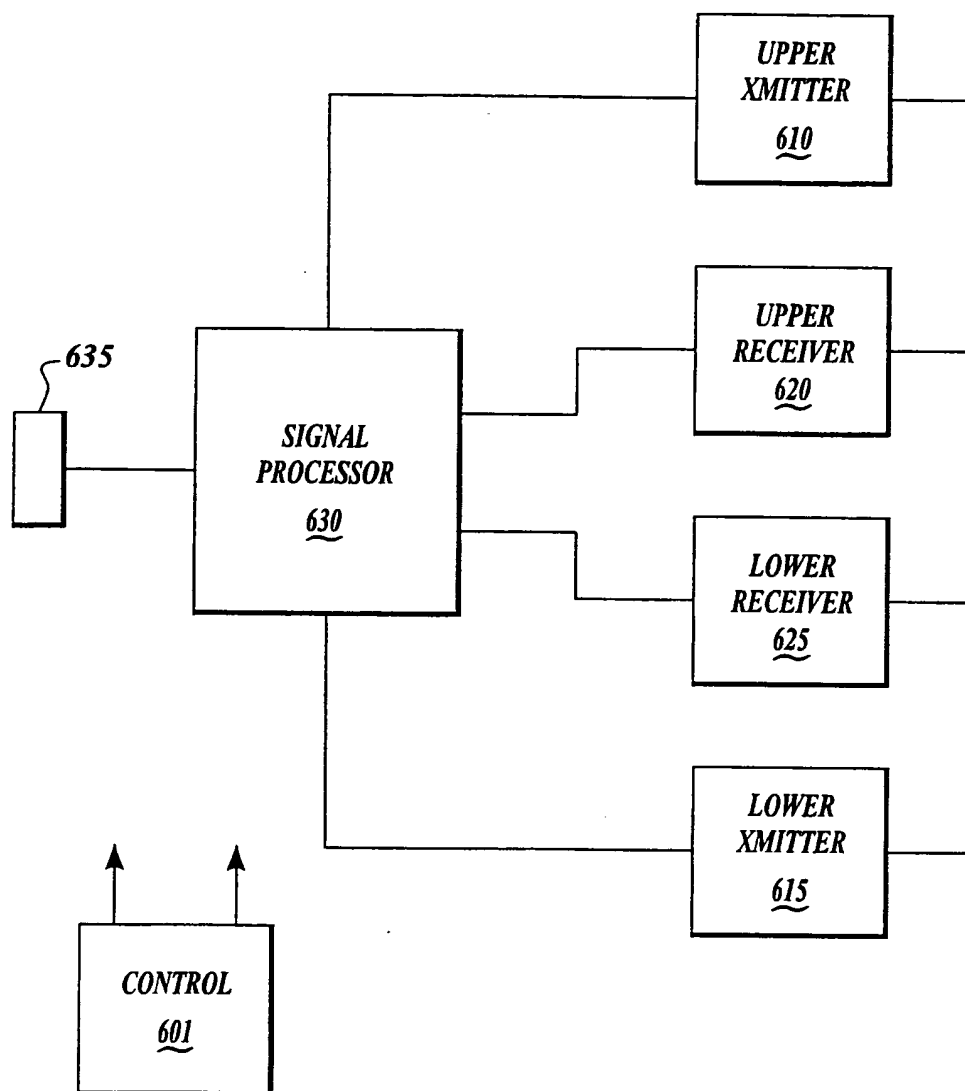 UPPER
XMITTER
610
UPPER
RECEIVER
620
635
SIGNAL
PROCESSOR
630
LOWER
RECEIVER
625
LOWER
XMITTER
615
CONTROL
601